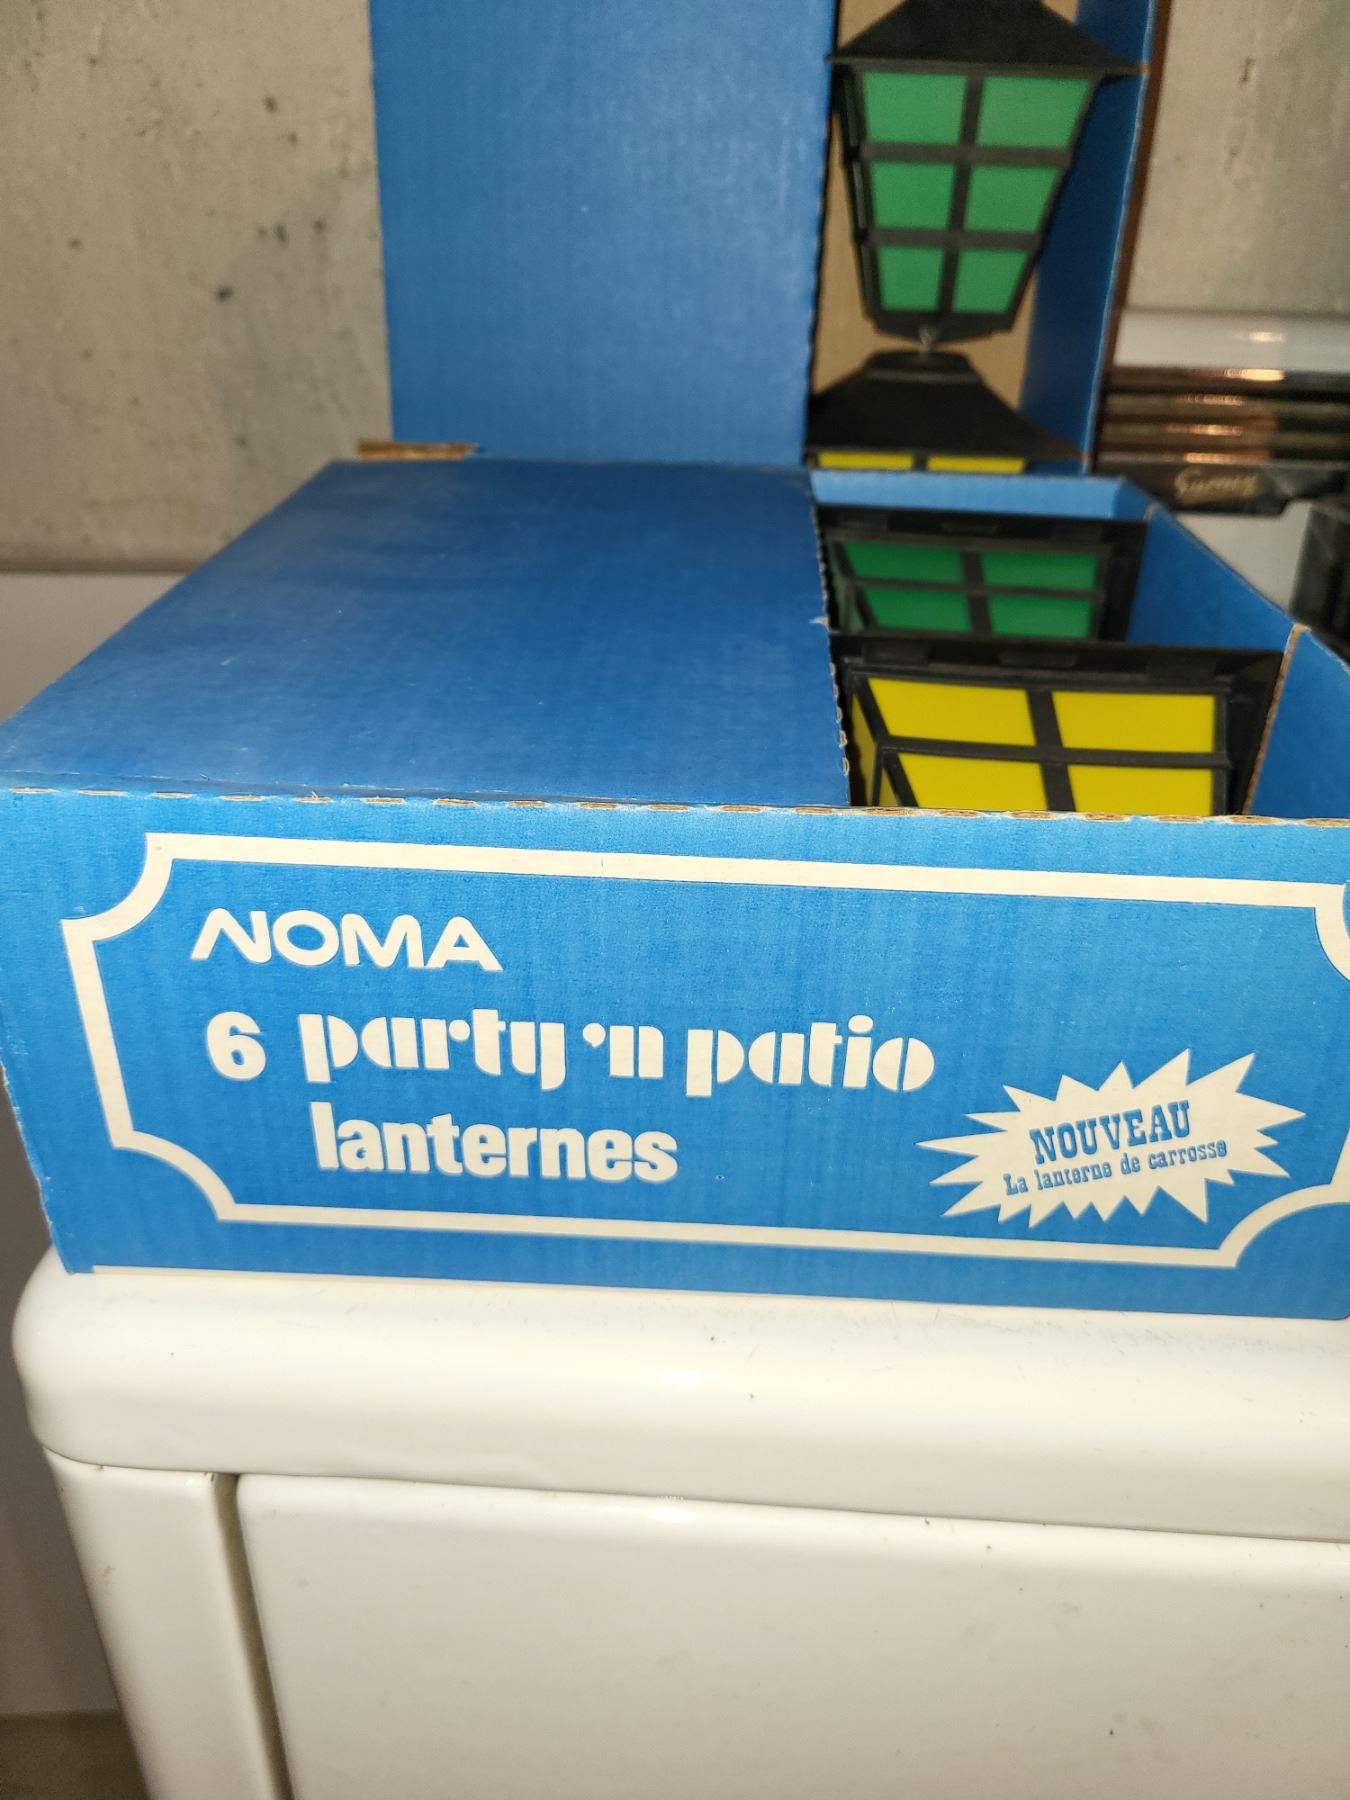 NOMA
6 party 'n patio
lanternes
NOUVEAU
La lanterne de carrosse